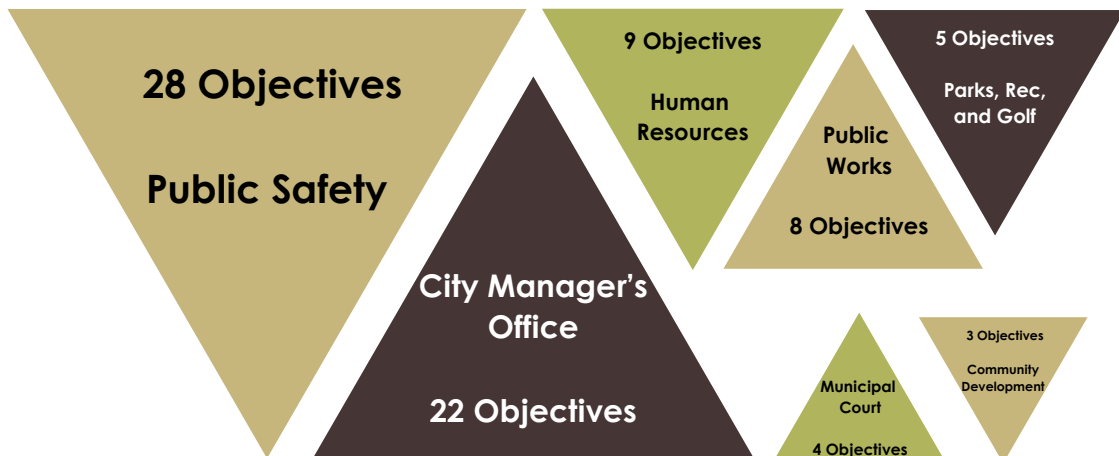 28 Objectives
Public Safety
City Manager's
Office
22 Objectives
9 Objectives
Human
Resources
Public
Works
8 Objectives
5 Objectives
Parks, Rec,
and Golf
Municipal
Court
4 Objectives
3 Objectives
Community
Development